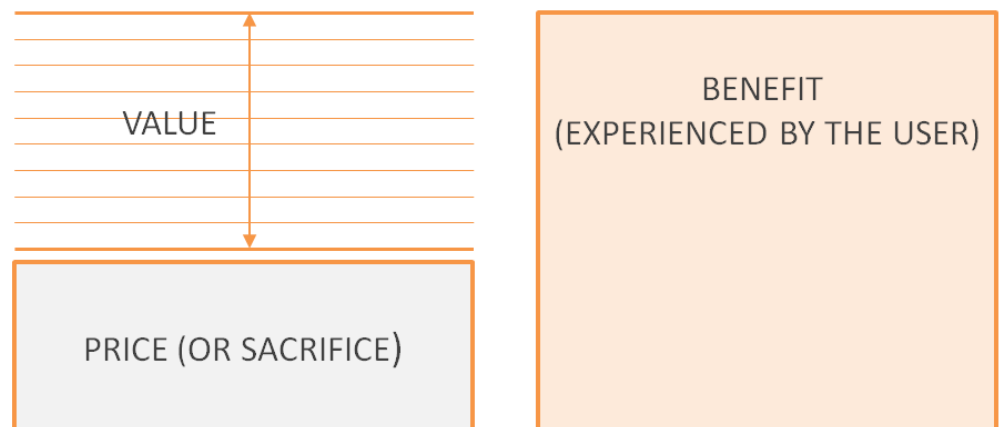 VALUE
PRICE (OR SACRIFICE)
BENEFIT
(EXPERIENCED BY THE USER)